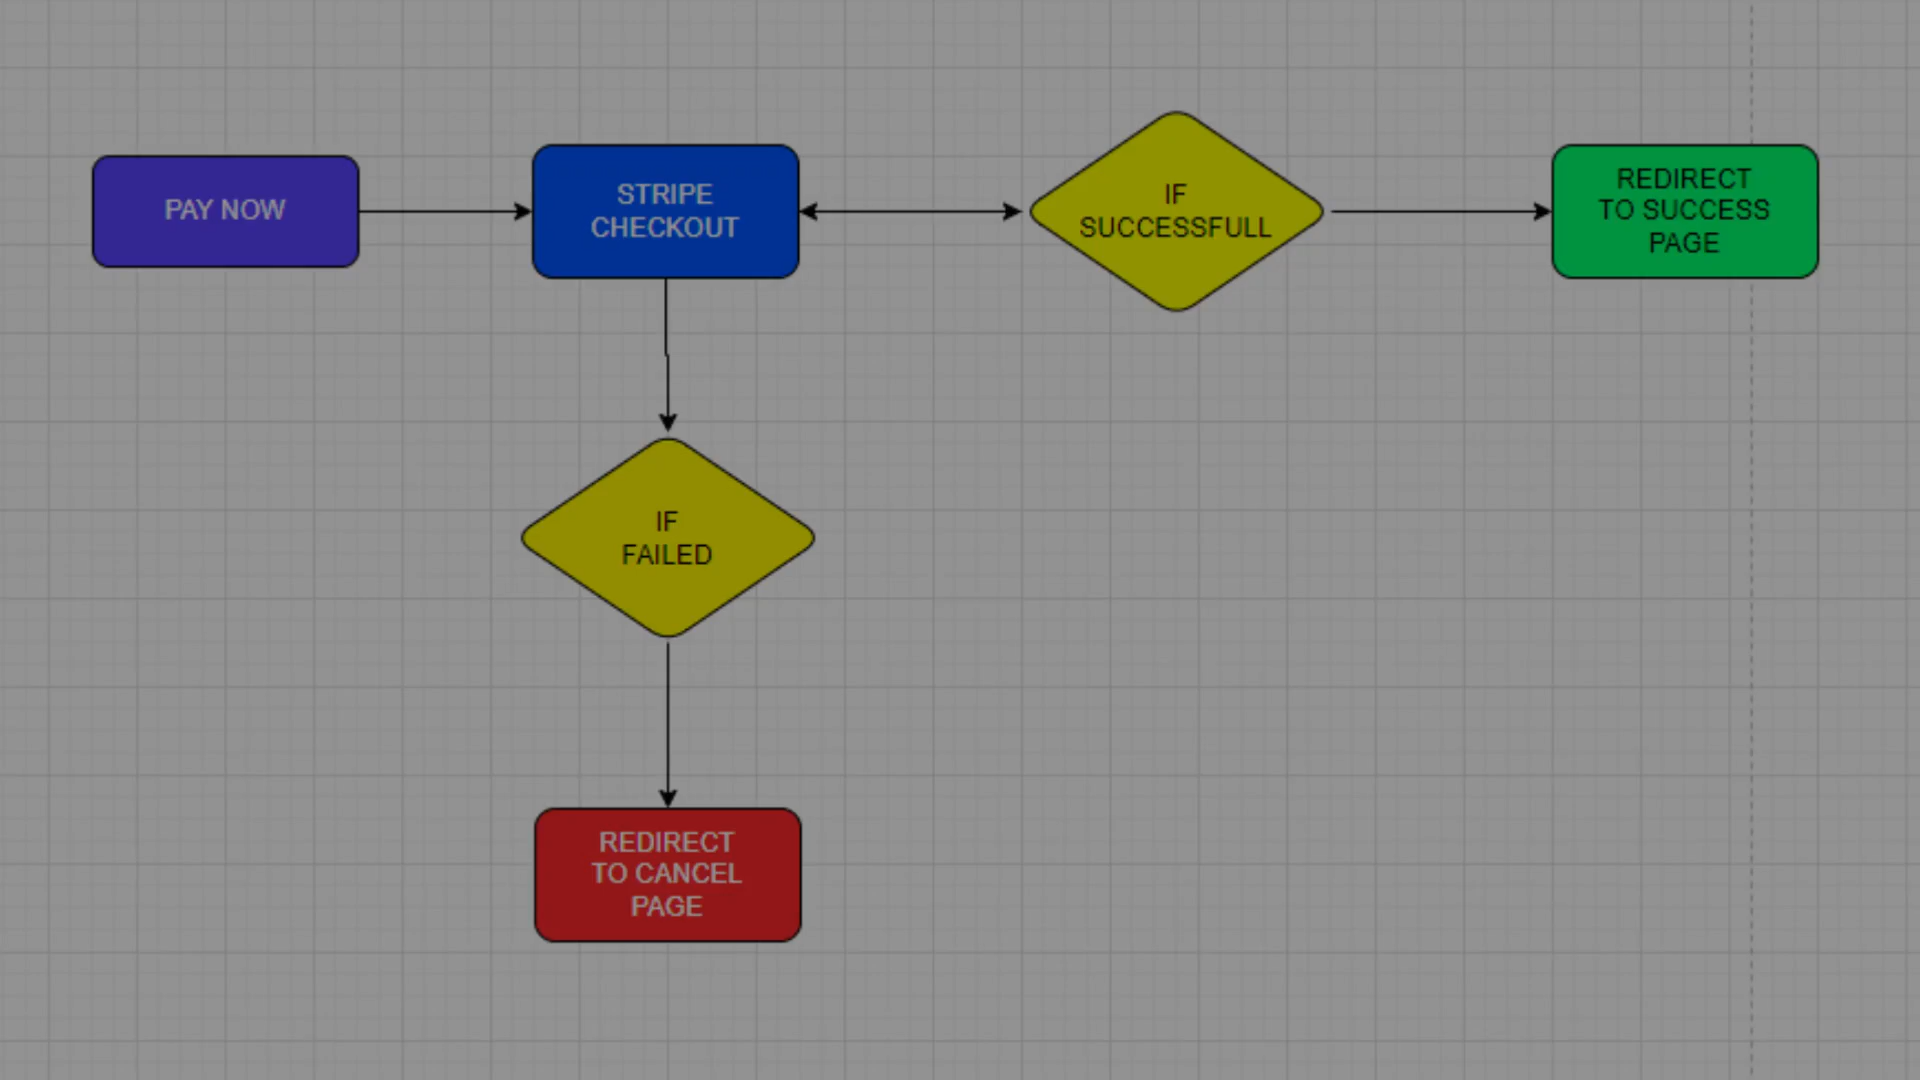 PAY NOW
STRIPE
CHECKOUT
IF
SUCCESSFULL
REDIRECT
TO SUCCESS
PAGE
IF
FAILED
REDIRECT
TO CANCEL
PAGE